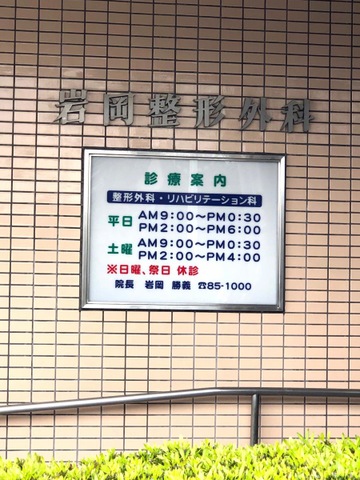 岩岡整形外科
診療案内
整形外科・リハビリテーション科
平日 AM9:00～PM0:30
PM2:00～PM6:00
土曜 AM9:00～PM0:30
PM2:00～PM4:00
※日曜、祭日 休診
院長 岩岡 勝義 ☎85-1000